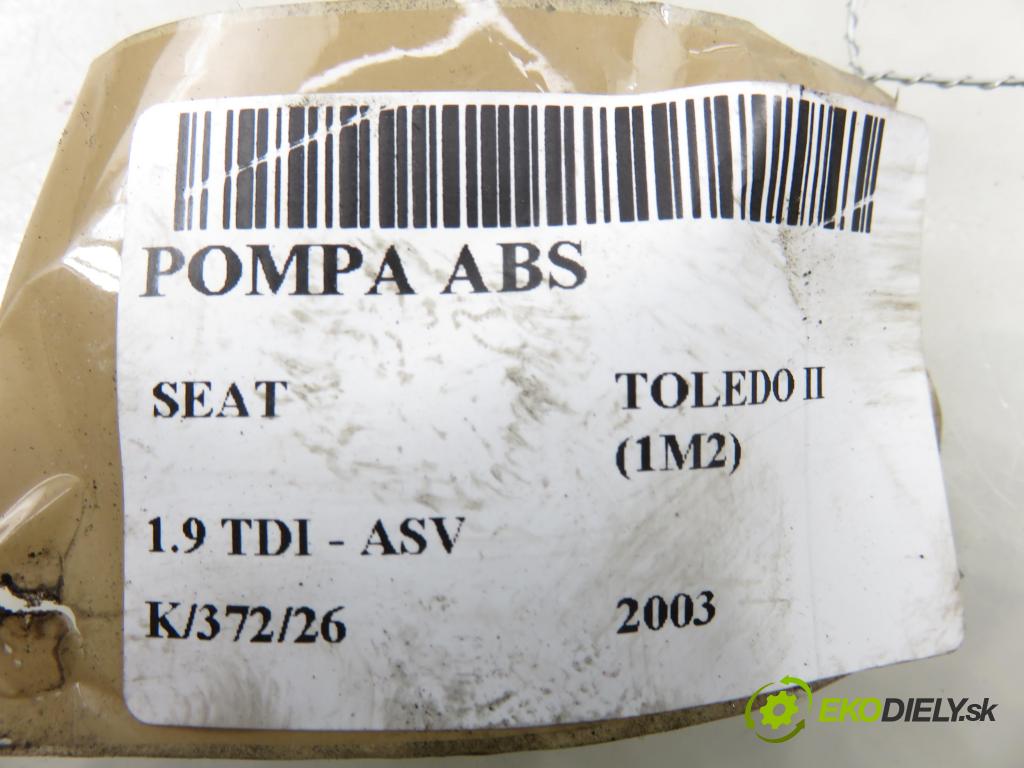 POMPA ABS
SEAT
TOLEDO II
(1M2)
1.9 TDI - ASV
K/372/26
2003
EKODIELY.sk